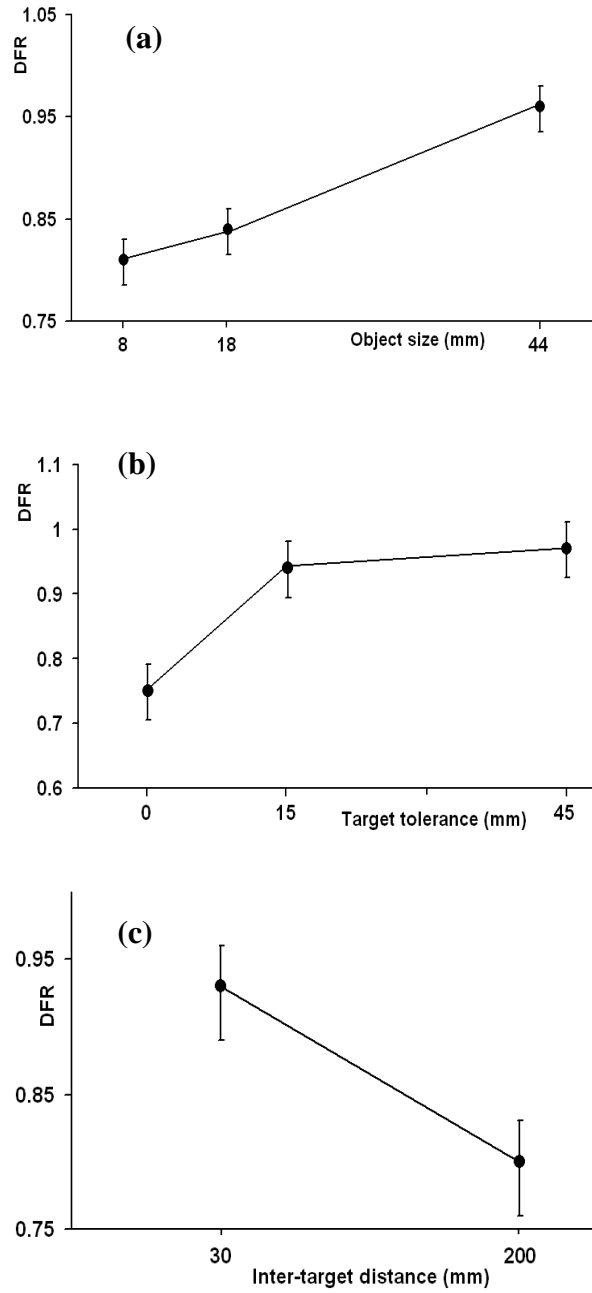 (a)
DFR
1.05
0.95
0.85
0.75
8
18
Object size (mm)
44
(b)
DFR
1.1
1
0.9
0.8
0.7
0.6
0
15
Target tolerance (mm)
45
(c)
DFR
0.95
0.85
0.75
30
200
Inter-target distance (mm)